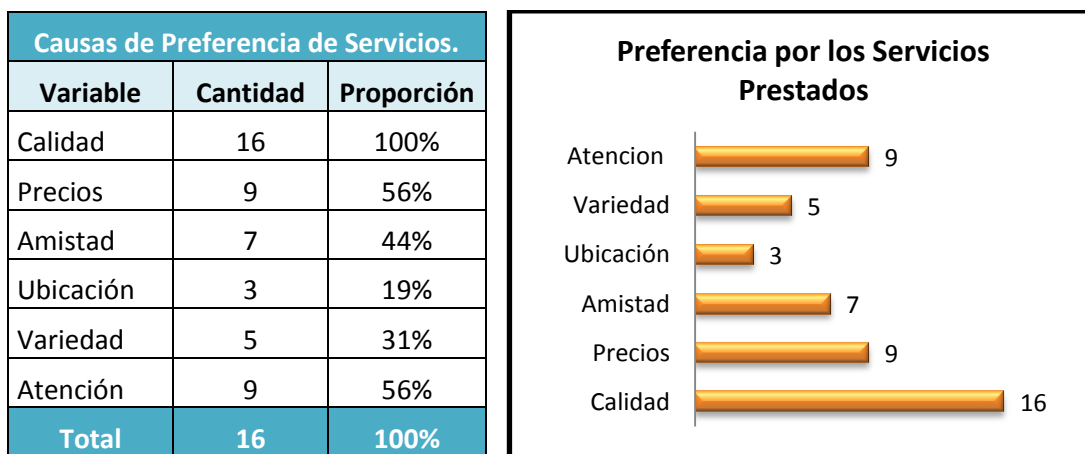 Causas de Preferencia de Servicios.
Variable Cantidad Proporción
Calidad 16 100%
Precios 9 56%
Amistad 7 44%
Ubicación 3 19%
Variedad 5 31%
Atención 9 56%
Total 16 100%
Preferencia por los Servicios
Prestados
Atencion 9
Variedad 5
Ubicación 3
Amistad 7
Precios 9
Calidad 16